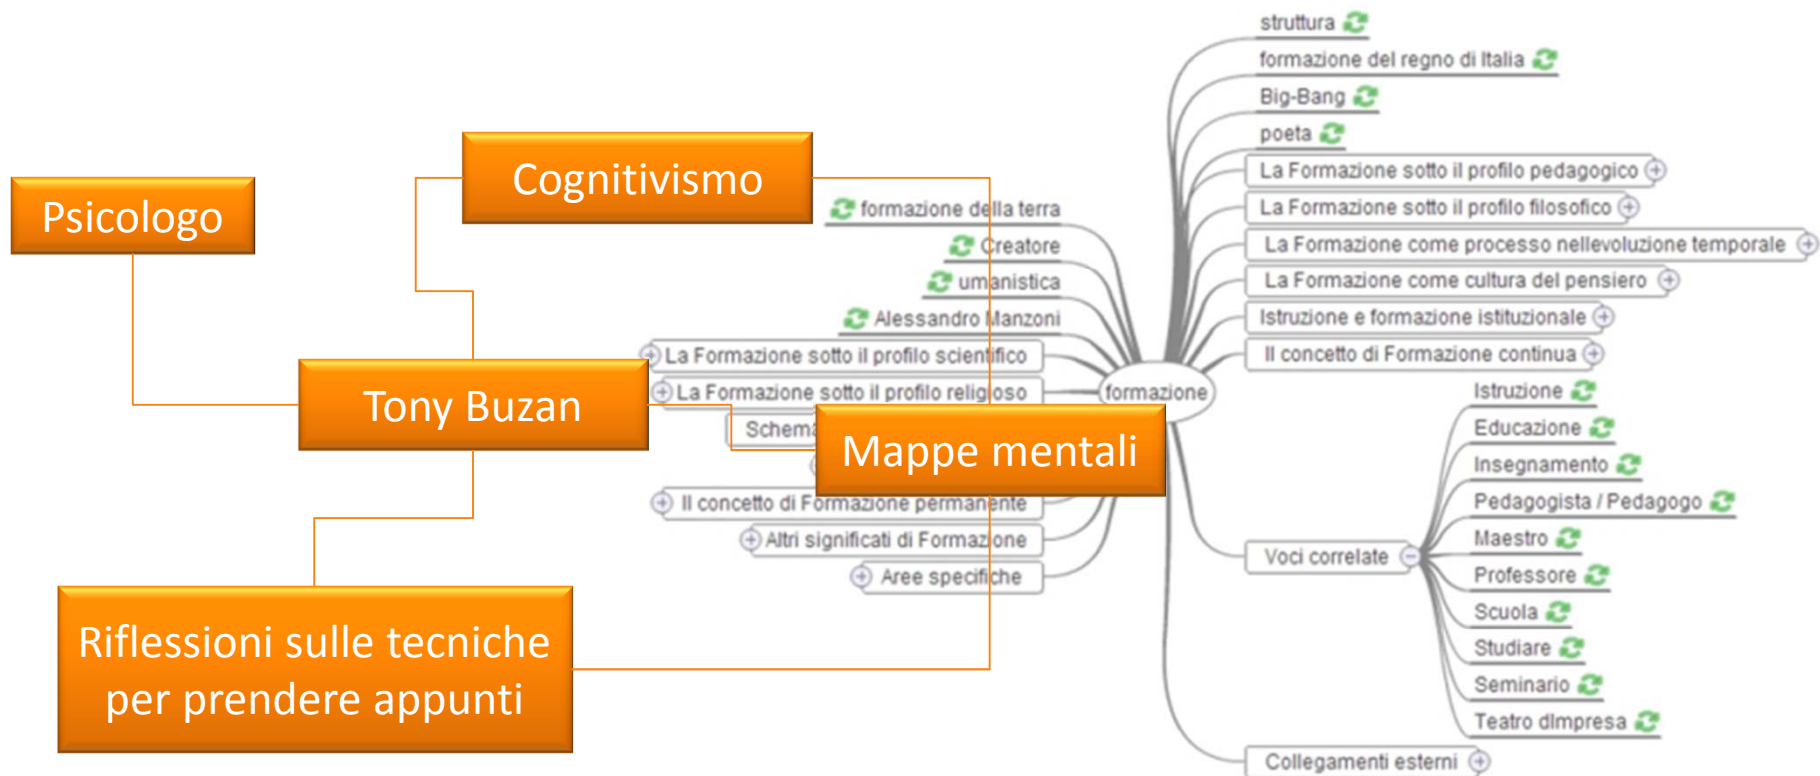 Psicologo
Cognitivismo
Tony Buzan
Mappe mentali
Riflessioni sulle tecniche
per prendere appunti
formazione della terra
Creatore
umanistica
Alessandro Manzoni
La Formazione sotto il profilo scientifico
La Formazione sotto il profilo religioso
Il concetto di Formazione permanente
Altri significati di Formazione
Aree specifiche
formazione
struttura
formazione del regno di Italia
Big-Bang
poeta
La Formazione sotto il profilo pedagogico
La Formazione sotto il profilo filosofico
La Formazione come processo nellevoluzione temporale
La Formazione come cultura del pensiero
Istruzione e formazione istituzionale
Il concetto di Formazione continua
Voci correlate
Istruzione
Educazione
Insegnamento
Pedagogista / Pedagogo
Maestro
Professore
Scuola
Studiare
Seminario
Teatro dImpresa
Collegamenti esterni